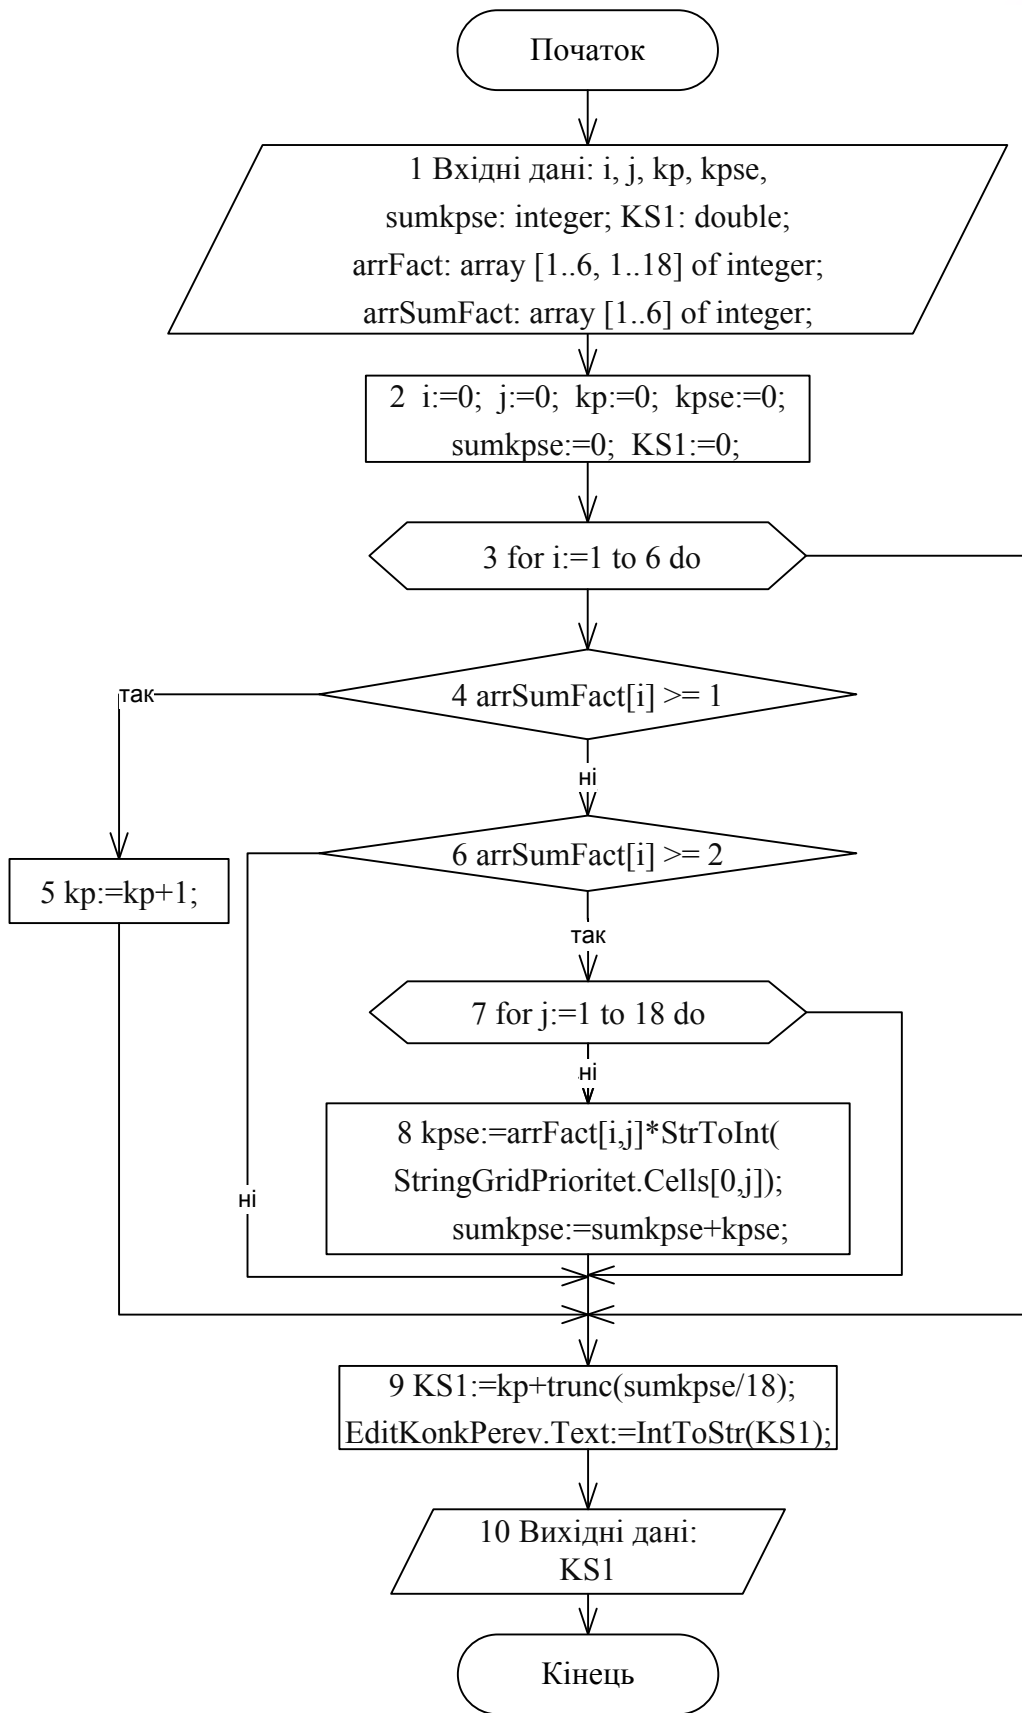 Початок
1 Вхідні дані: i, j, kp, kpse,
sumkpse: integer; KS1: double;
arrFact: array [1..6, 1..18] of integer;
arrSumFact: array [1..6] of integer;
2 i:=0; j:=0; kp:=0; kpse:=0;
sumkpse:=0; KS1:=0;
3 for i:=1 to 6 do
4 arrSumFact[i] >= 1
так
ні
5 kp:=kp+1;
6 arrSumFact[i] >= 2
так
7 for j:=1 to 18 do
ні
8 kpse:=arrFact[i,j]*StrToInt(
StringGridPrioritet.Cells[0,j]);
sumkpse:=sumkpse+kpse;
ні
9 KS1:=kp+trunc(sumkpse/18);
EditKonkPerev.Text:=IntToStr(KS1);
10 Вихідні дані:
KS1
Кінець